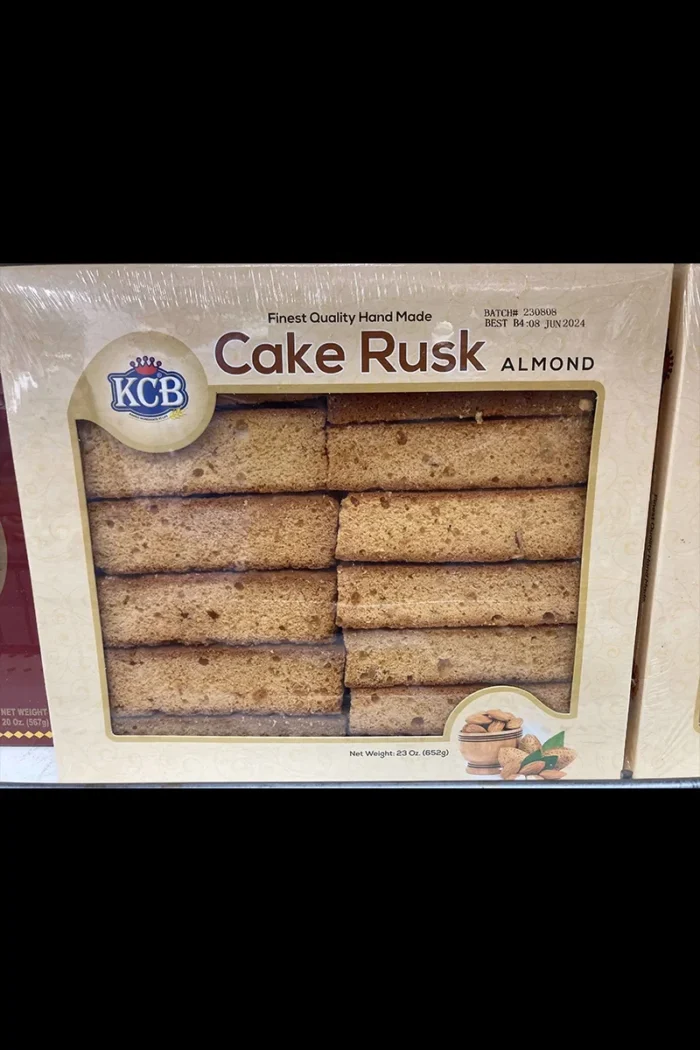 Finest Quality Hand Made
BATCH# 230808
BEST B4:08 JUN 2024
Cake Rusk ALMOND
KCB
NET WEIGHT
20 Oz. (567g)
Net Weight: 23 Oz. (652g)